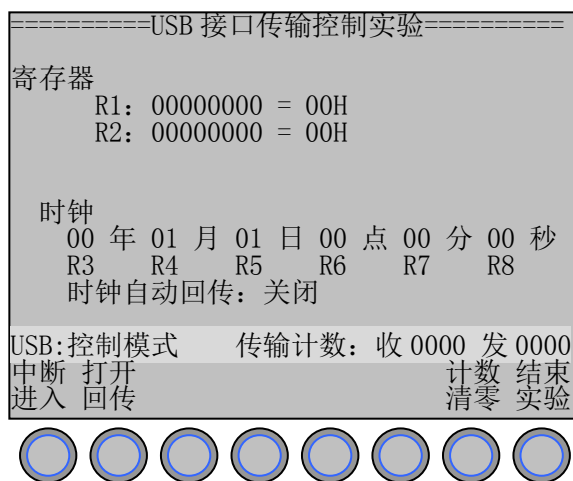 ==========USB 接口传输控制实验==========
寄存器
R1：00000000 = 00H
R2：00000000 = 00H
时钟
00 年 01 月 01 日 00 点 00 分 00 秒
R3 R4 R5 R6 R7 R8
时钟自动回传：关闭
USB:控制模式 传输计数：收 0000 发 0000
中断 打开 计数 结束
进入 回传 清零 实验